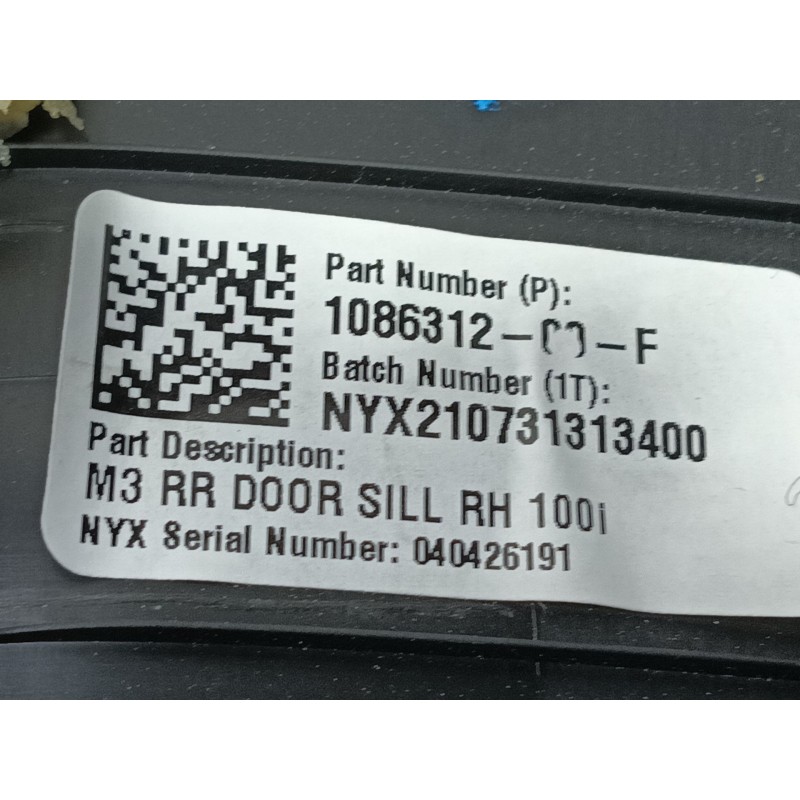 Part Number (P):
1086312-00-F
Batch Number (1T):
NYX210731313400
Part Description:
M3 RR DOOR SILL RH 100i
NYX Serial Number: 040426191